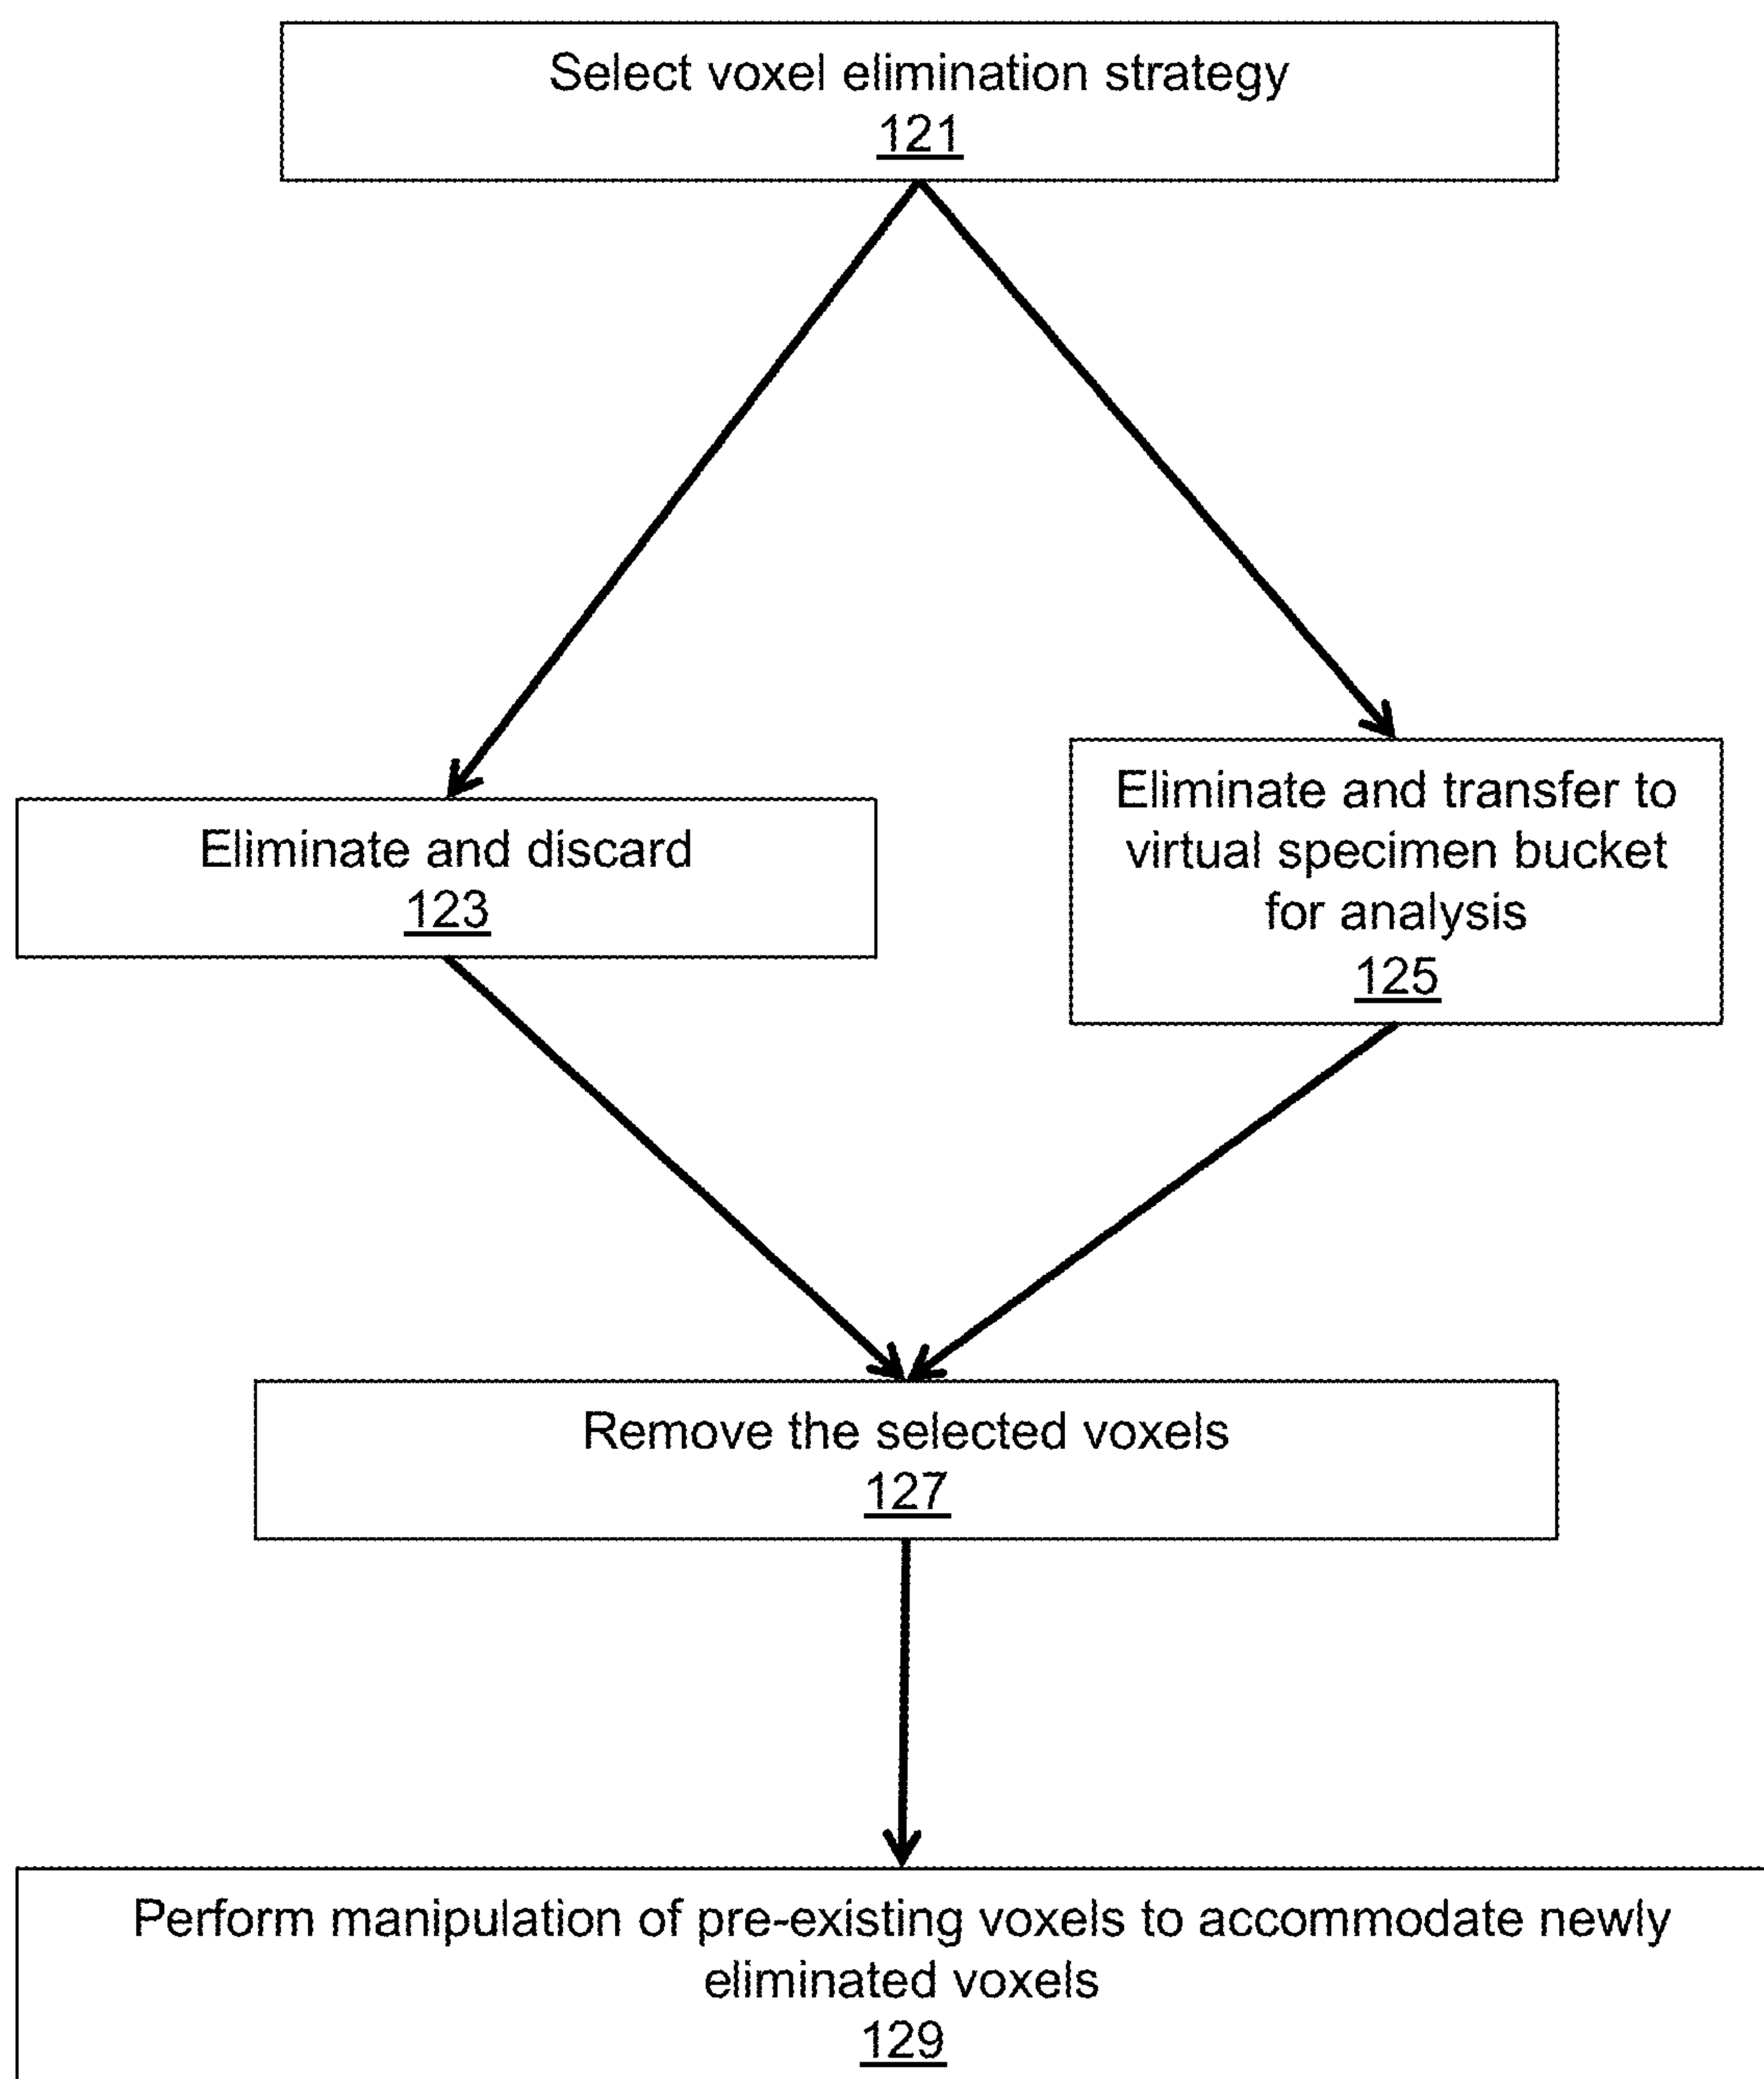 Select voxel elimination strategy
121
Eliminate and discard
123
Eliminate and transfer to
virtual specimen bucket
for analysis
125
Remove the selected voxels
127
Perform manipulation of pre-existing voxels to accommodate newly
eliminated voxels
129